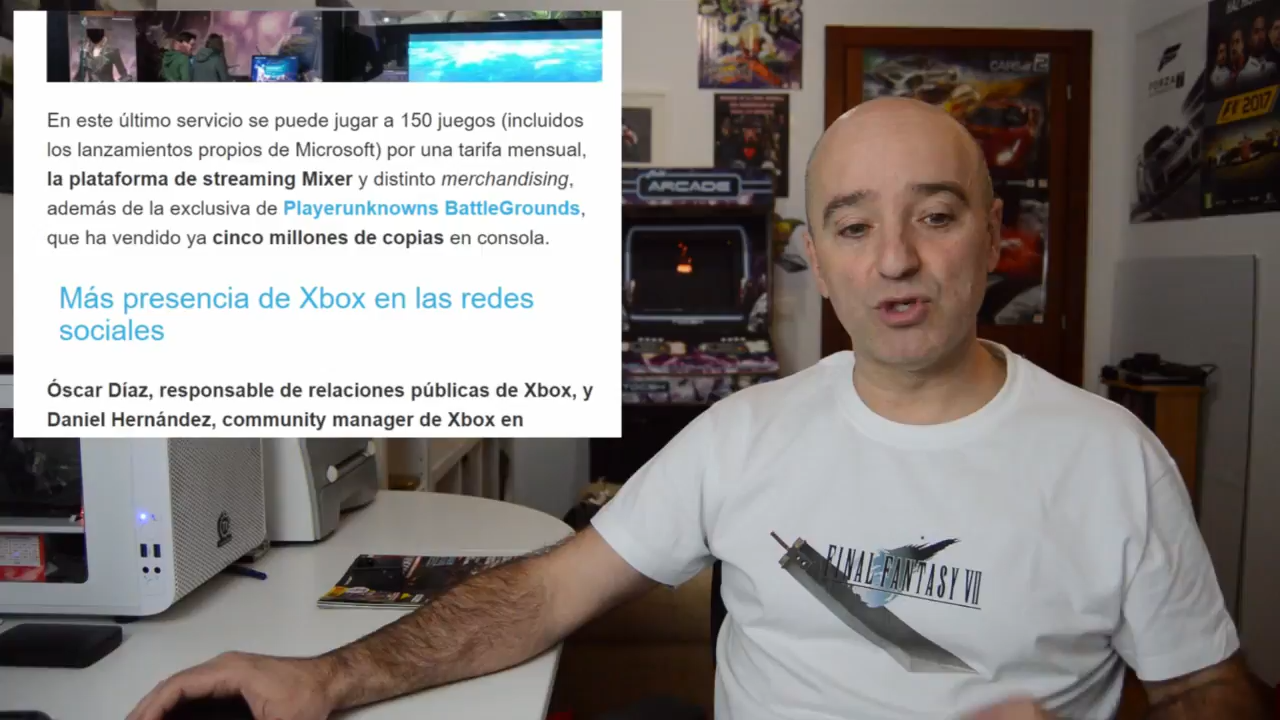 En este último servicio se puede jugar a 150 juegos (incluidos
los lanzamientos propios de Microsoft) por una tarifa mensual,
la plataforma de streaming Mixer y distinto merchandising,
además de la exclusiva de Playerunknowns BattleGrounds,
que ha vendido ya cinco millones de copias en consola.
Más presencia de Xbox en las redes
sociales
Óscar Díaz, responsable de relaciones públicas de Xbox, y
Daniel Hernández, community manager de Xbox en
ARCADE
CARS 2
FORZA
2017
FINAL FANTASY VII